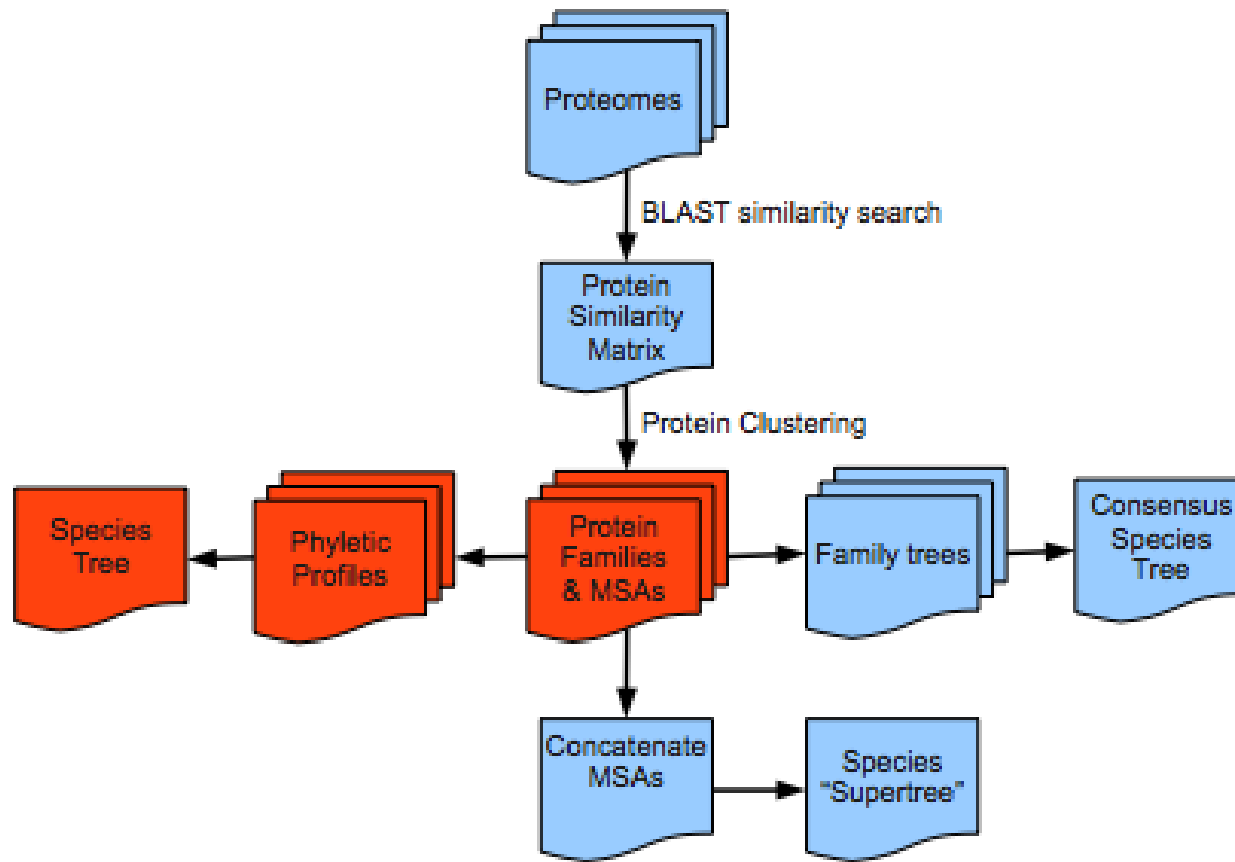 Proteomes
BLAST similarity search
Protein
Similarity
Matrix
Protein Clustering
Species
Tree
Phyletic
Profiles
Protein
Families
& MSAs
Family trees
Consensus
Species
Tree
Concatenate
MSAs
Species
"Supertree"